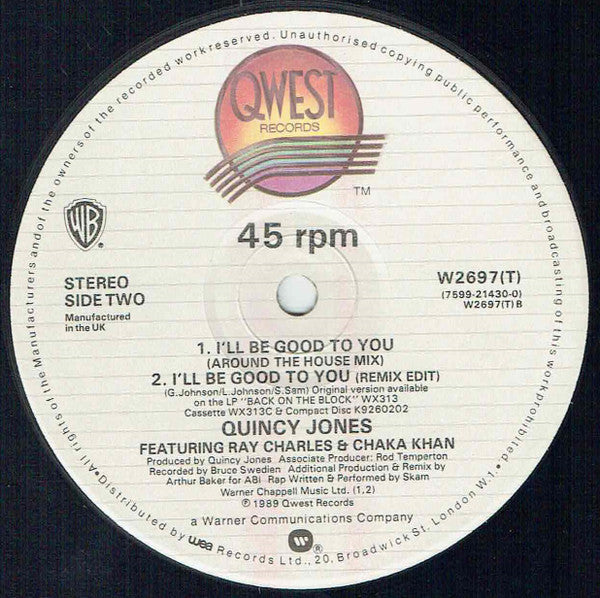 All rights of the Manufacturers and of the owners of the recorded work reserved. Unauthorised copying public performance and broadcasting of this work prohibited.
QWEST
RECORDS
TM
45 rpm
WB
STEREO
SIDE TWO
Manufactured
in the UK
W2697(T)
(7599-21430-0)
W2697(T)B
1. I'LL BE GOOD TO YOU
(AROUND THE HOUSE MIX)
2. I'LL BE GOOD TO YOU (REMIX EDIT)
(G.Johnson/L.Johnson/S.Sam) Original version available
on the LP "BACK ON THE BLOCK" WX313
Cassette WX313C & Compact Disc K9260202
QUINCY JONES
FEATURING RAY CHARLES & CHAKA KHAN
Produced by Quincy Jones Associate Producer: Rod Temperton
Recorded by Bruce Swedien Additional Production & Remix by
Arthur Baker for ABI Rap Written & Performed by Skam
Warner Chappell Music Ltd. (1,2)
℗ 1989 Qwest Records
a Warner Communications Company
W ®
• Distributed by wea Records Ltd., 20, Broadwick St. London W.1. •